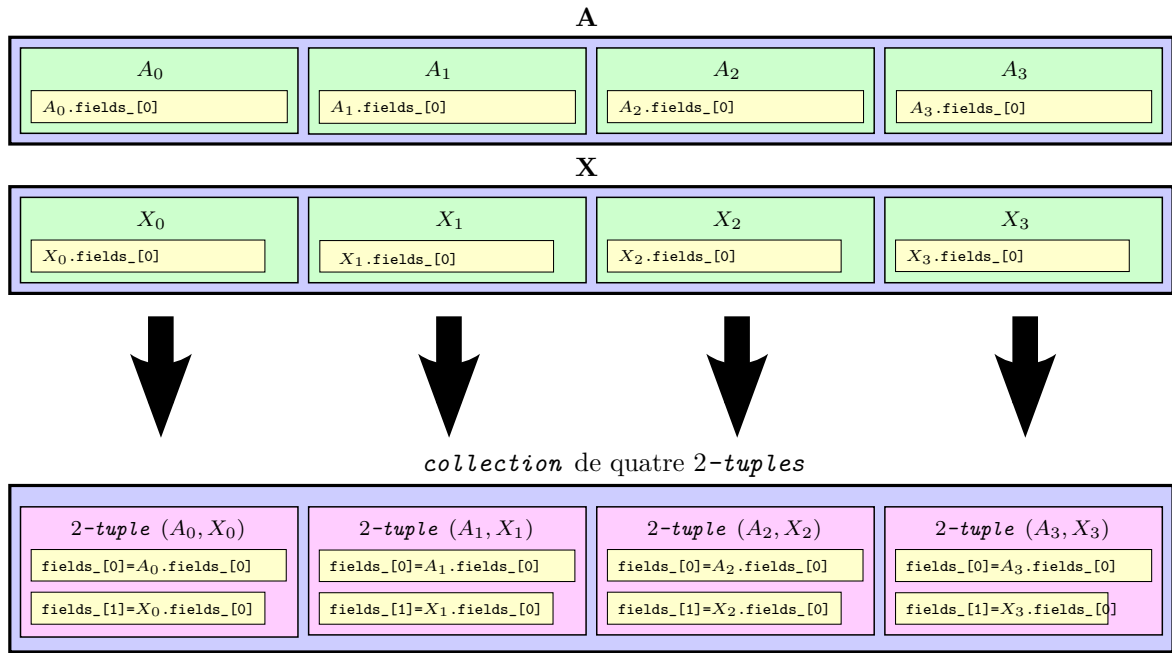 A
A₀ A₁ A₂ A₃
A₀.fields_[0] A₁.fields_[0] A₂.fields_[0] A₃.fields_[0]
X
X₀ X₁ X₂ X₃
X₀.fields_[0] X₁.fields_[0] X₂.fields_[0] X₃.fields_[0]
collection de quatre 2-tuples
2-tuple (A₀, X₀) 2-tuple (A₁, X₁) 2-tuple (A₂, X₂) 2-tuple (A₃, X₃)
fields_[0]=A₀.fields_[0] fields_[0]=A₁.fields_[0] fields_[0]=A₂.fields_[0] fields_[0]=A₃.fields_[0]
fields_[1]=X₀.fields_[0] fields_[1]=X₁.fields_[0] fields_[1]=X₂.fields_[0] fields_[1]=X₃.fields_[0]